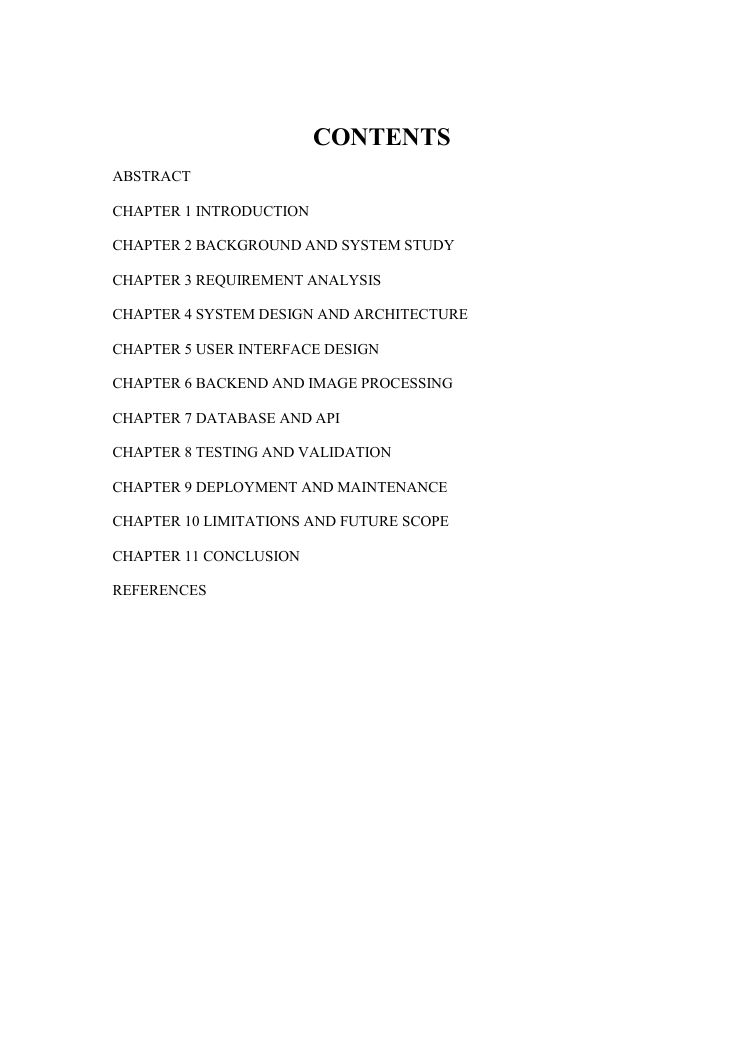 CONTENTS
ABSTRACT
CHAPTER 1 INTRODUCTION
CHAPTER 2 BACKGROUND AND SYSTEM STUDY
CHAPTER 3 REQUIREMENT ANALYSIS
CHAPTER 4 SYSTEM DESIGN AND ARCHITECTURE
CHAPTER 5 USER INTERFACE DESIGN
CHAPTER 6 BACKEND AND IMAGE PROCESSING
CHAPTER 7 DATABASE AND API
CHAPTER 8 TESTING AND VALIDATION
CHAPTER 9 DEPLOYMENT AND MAINTENANCE
CHAPTER 10 LIMITATIONS AND FUTURE SCOPE
CHAPTER 11 CONCLUSION
REFERENCES